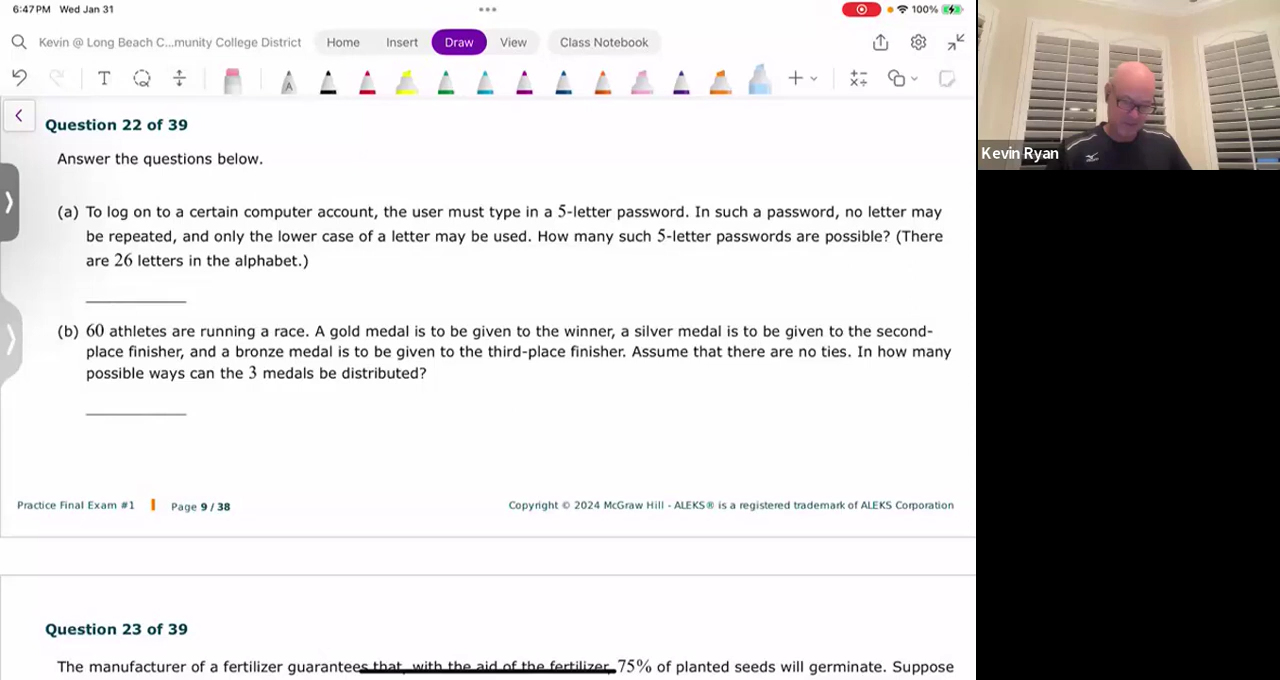 6:47 PM Wed Jan 31
100%
Kevin @ Long Beach C...munity College District
Home
Insert
Draw
View
Class Notebook
T
A
Question 22 of 39
Answer the questions below.
(a) To log on to a certain computer account, the user must type in a 5-letter password. In such a password, no letter may
be repeated, and only the lower case of a letter may be used. How many such 5-letter passwords are possible? (There
are 26 letters in the alphabet.)
(b) 60 athletes are running a race. A gold medal is to be given to the winner, a silver medal is to be given to the second-
place finisher, and a bronze medal is to be given to the third-place finisher. Assume that there are no ties. In how many
possible ways can the 3 medals be distributed?
Practice Final Exam #1
Page 9 / 38
Copyright © 2024 McGraw Hill - ALEKS® is a registered trademark of ALEKS Corporation
Question 23 of 39
The manufacturer of a fertilizer guarantees that, with the aid of the fertilizer, 75% of planted seeds will germinate. Suppose
Kevin Ryan